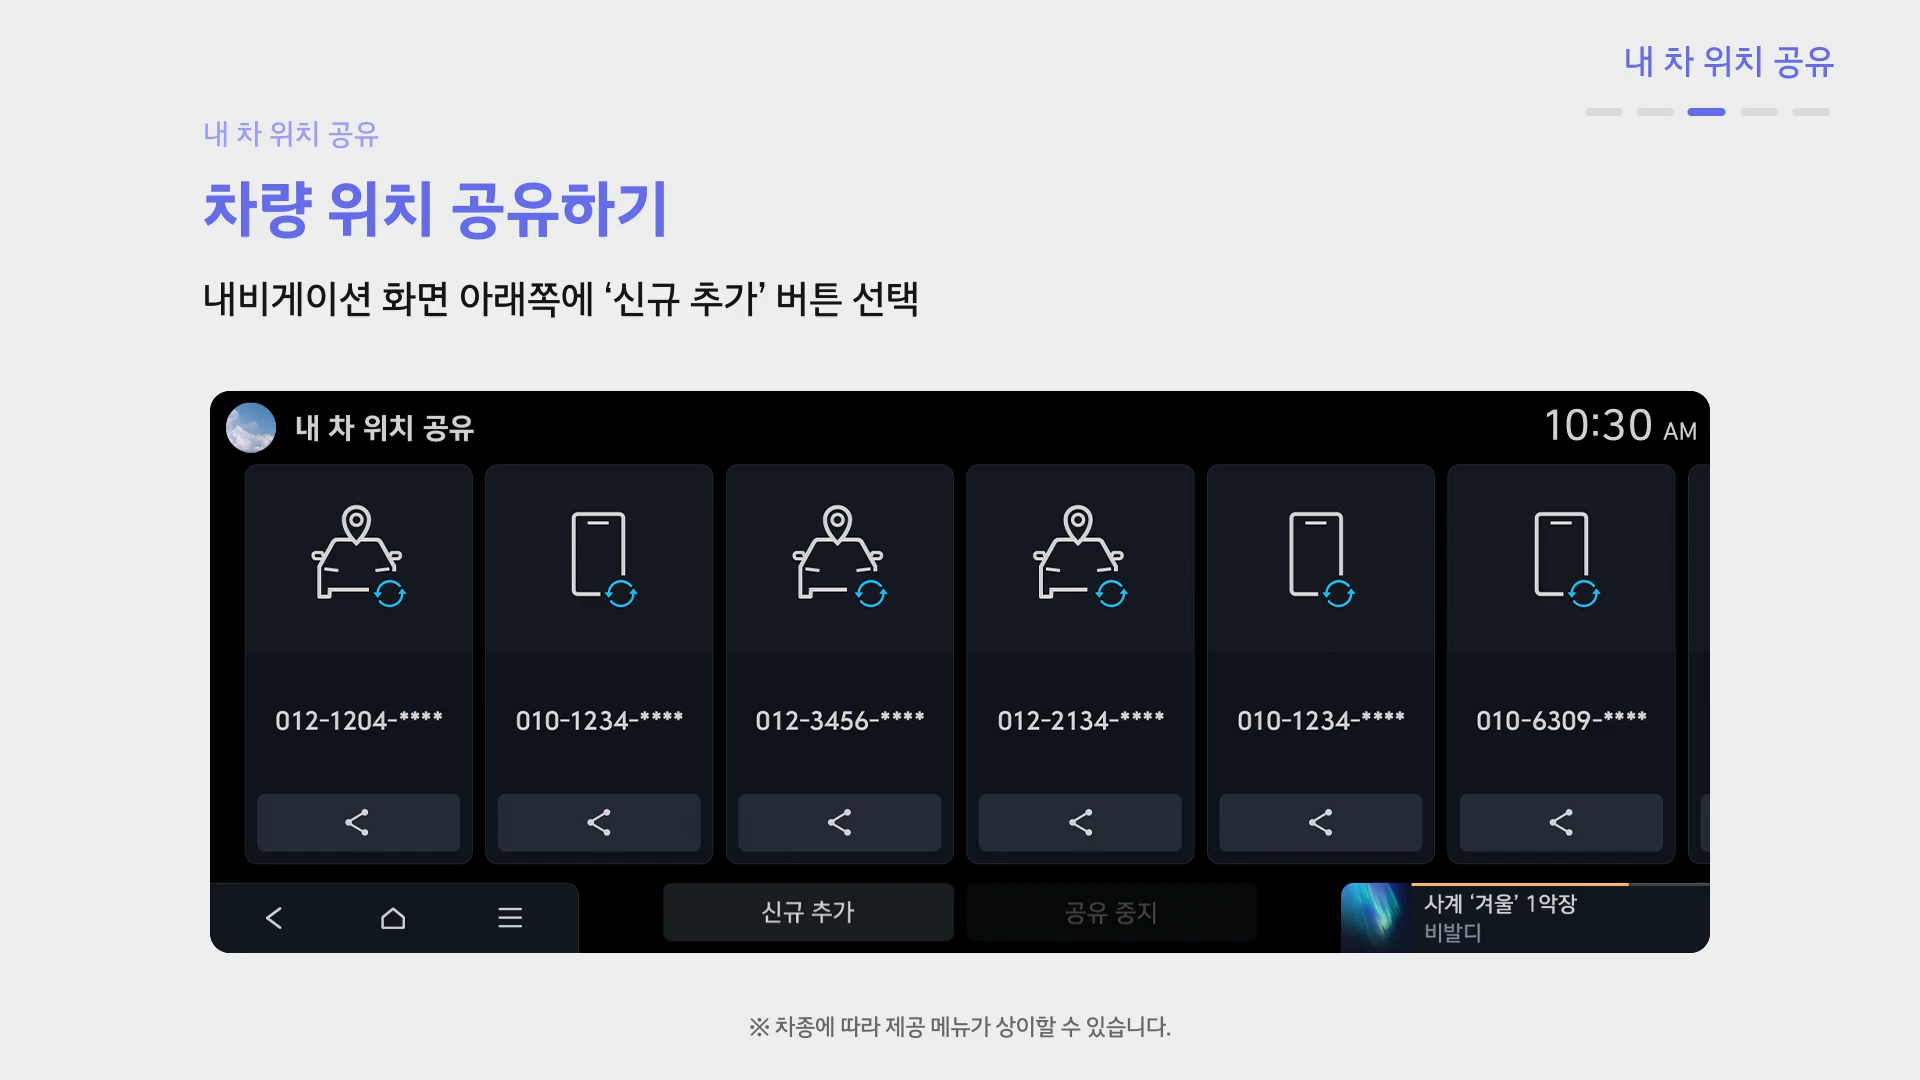 내 차 위치 공유
내 차 위치 공유
차량 위치 공유하기
내비게이션 화면 아래쪽에 ‘신규 추가’ 버튼 선택
내 차 위치 공유
10:30 AM
012-1204-****
010-1234-****
012-3456-****
012-2134-****
010-1234-****
010-6309-****
신규 추가
공유 중지
사계 ‘겨울’ 1악장
비발디
※ 차종에 따라 제공 메뉴가 상이할 수 있습니다.